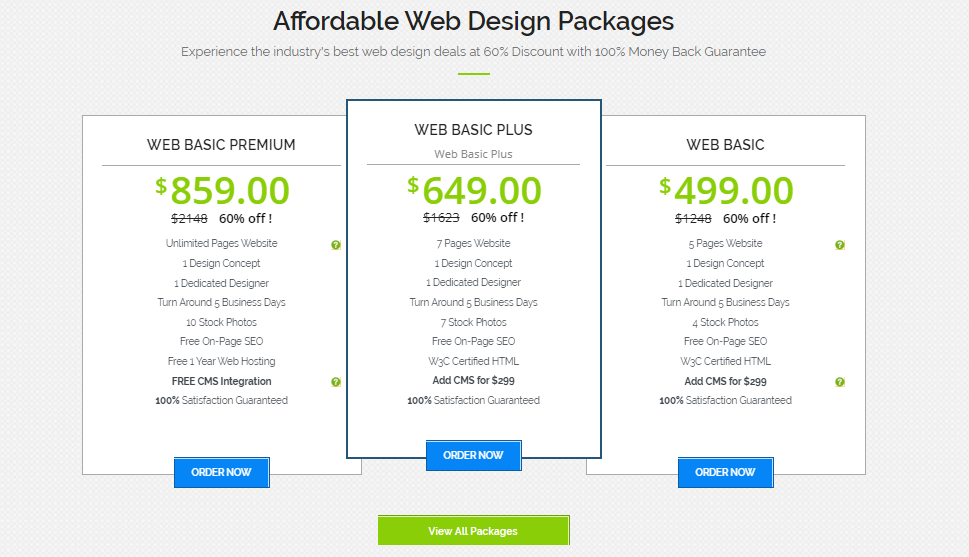 Affordable Web Design Packages
Experience the industry's best web design deals at 60% Discount with 100% Money Back Guarantee
WEB BASIC PREMIUM
$859.00
$2148 60% off !
Unlimited Pages Website
?
1 Design Concept
1 Dedicated Designer
Turn Around 5 Business Days
10 Stock Photos
Free On-Page SEO
Free 1 Year Web Hosting
FREE CMS Integration
?
100% Satisfaction Guaranteed
ORDER NOW
WEB BASIC PLUS
Web Basic Plus
$649.00
$1623 60% off !
7 Pages Website
1 Design Concept
1 Dedicated Designer
Turn Around 5 Business Days
7 Stock Photos
Free On-Page SEO
W3C Certified HTML
Add CMS for $299
100% Satisfaction Guaranteed
ORDER NOW
WEB BASIC
$499.00
$1248 60% off !
5 Pages Website
?
1 Design Concept
1 Dedicated Designer
Turn Around 5 Business Days
4 Stock Photos
Free On-Page SEO
W3C Certified HTML
Add CMS for $299
?
100% Satisfaction Guaranteed
ORDER NOW
View All Packages